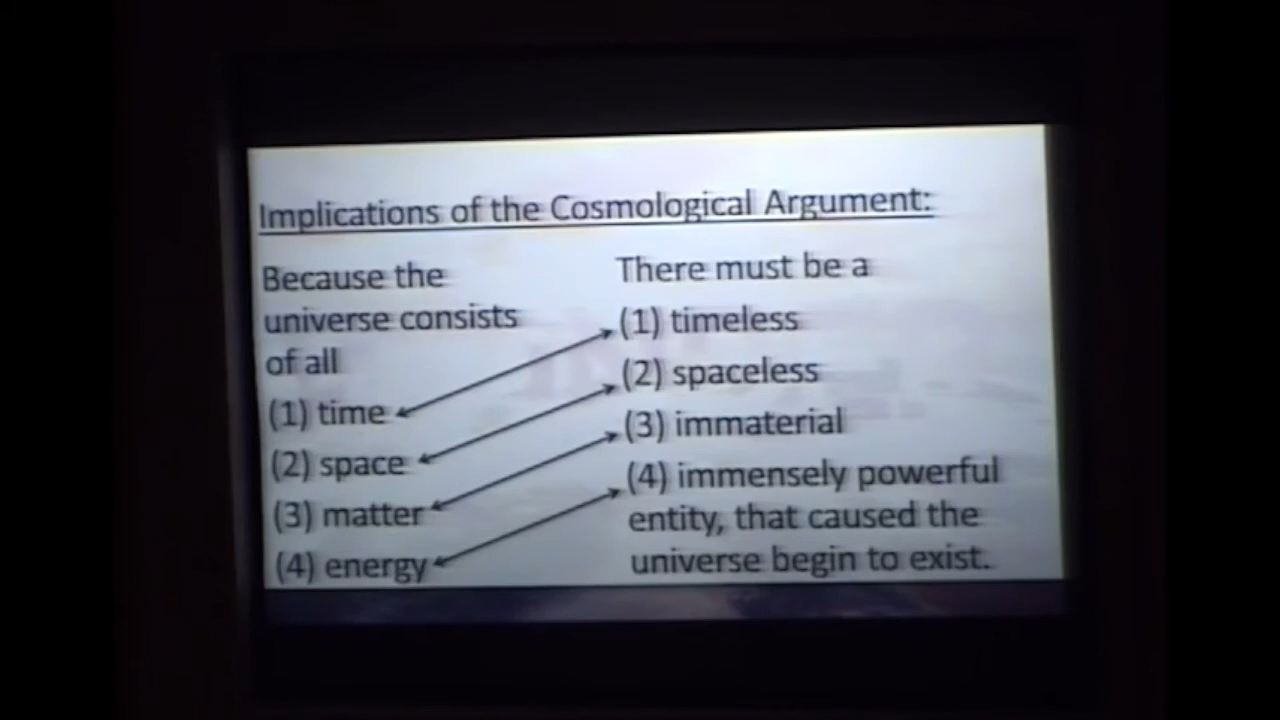 Implications of the Cosmological Argument:
Because the
universe consists
of all
(1) time
(2) space
(3) matter
(4) energy
There must be a
(1) timeless
(2) spaceless
(3) immaterial
(4) immensely powerful
entity, that caused the
universe begin to exist.